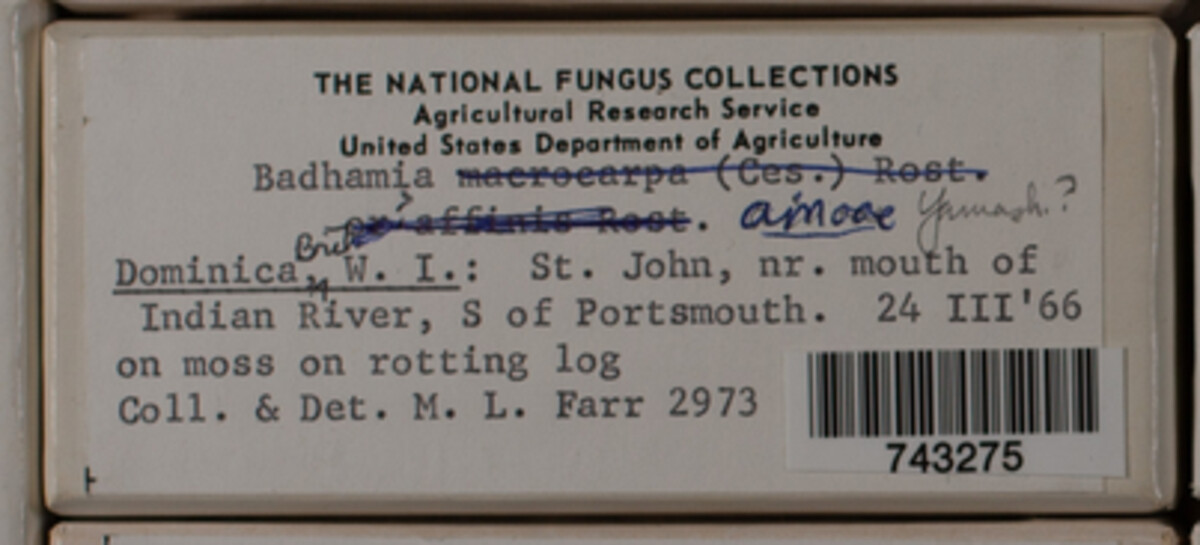 THE NATIONAL FUNGUS COLLECTIONS
Agricultural Research Service
United States Department of Agriculture
Badhamia macrocarpa (Ces.) Rost.
or affinis Rost. Yamash.?
Brit.
Dominica, W. I.: St. John, nr. mouth of
Indian River, S of Portsmouth. 24 III'66
on moss on rotting log
Coll. & Det. M. L. Farr 2973
743275